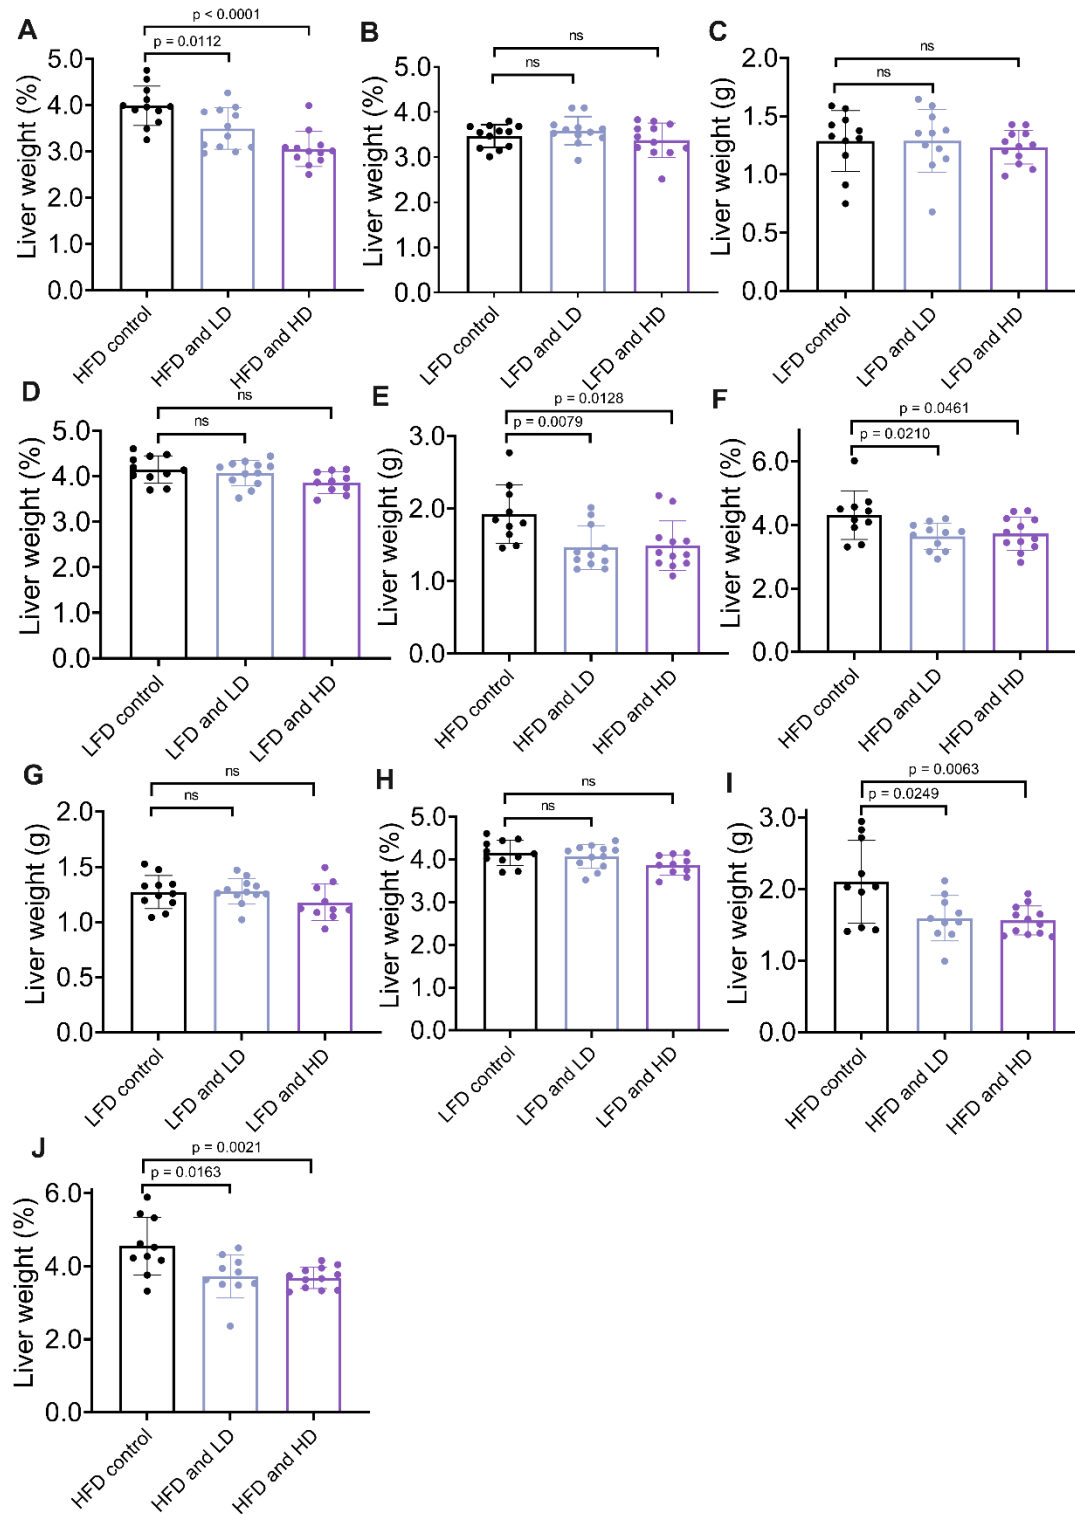 A
p < 0.0001
p = 0.0112
Liver weight (%)
5.0
4.0
3.0
2.0
1.0
0.0
HFD control
HFD and LD
HFD and HD
B
ns
ns
Liver weight (%)
5.0
4.0
3.0
2.0
1.0
0.0
LFD control
LFD and LD
LFD and HD
C
ns
ns
Liver weight (g)
2.0
1.5
1.0
0.5
0.0
LFD control
LFD and LD
LFD and HD
D
ns
ns
Liver weight (%)
5.0
4.0
3.0
2.0
1.0
0.0
LFD control
LFD and LD
LFD and HD
E
p = 0.0128
p = 0.0079
Liver weight (g)
3.0
2.0
1.0
0.0
HFD control
HFD and LD
HFD and HD
F
p = 0.0461
p = 0.0210
Liver weight (%)
6.0
4.0
2.0
0.0
HFD control
HFD and LD
HFD and HD
G
ns
ns
Liver weight (g)
2.0
1.5
1.0
0.5
0.0
LFD control
LFD and LD
LFD and HD
H
ns
ns
Liver weight (%)
5.0
4.0
3.0
2.0
1.0
0.0
LFD control
LFD and LD
LFD and HD
I
p = 0.0063
p = 0.0249
Liver weight (g)
3.0
2.0
1.0
0.0
HFD control
HFD and LD
HFD and HD
J
p = 0.0021
p = 0.0163
Liver weight (%)
6.0
4.0
2.0
0.0
HFD control
HFD and LD
HFD and HD